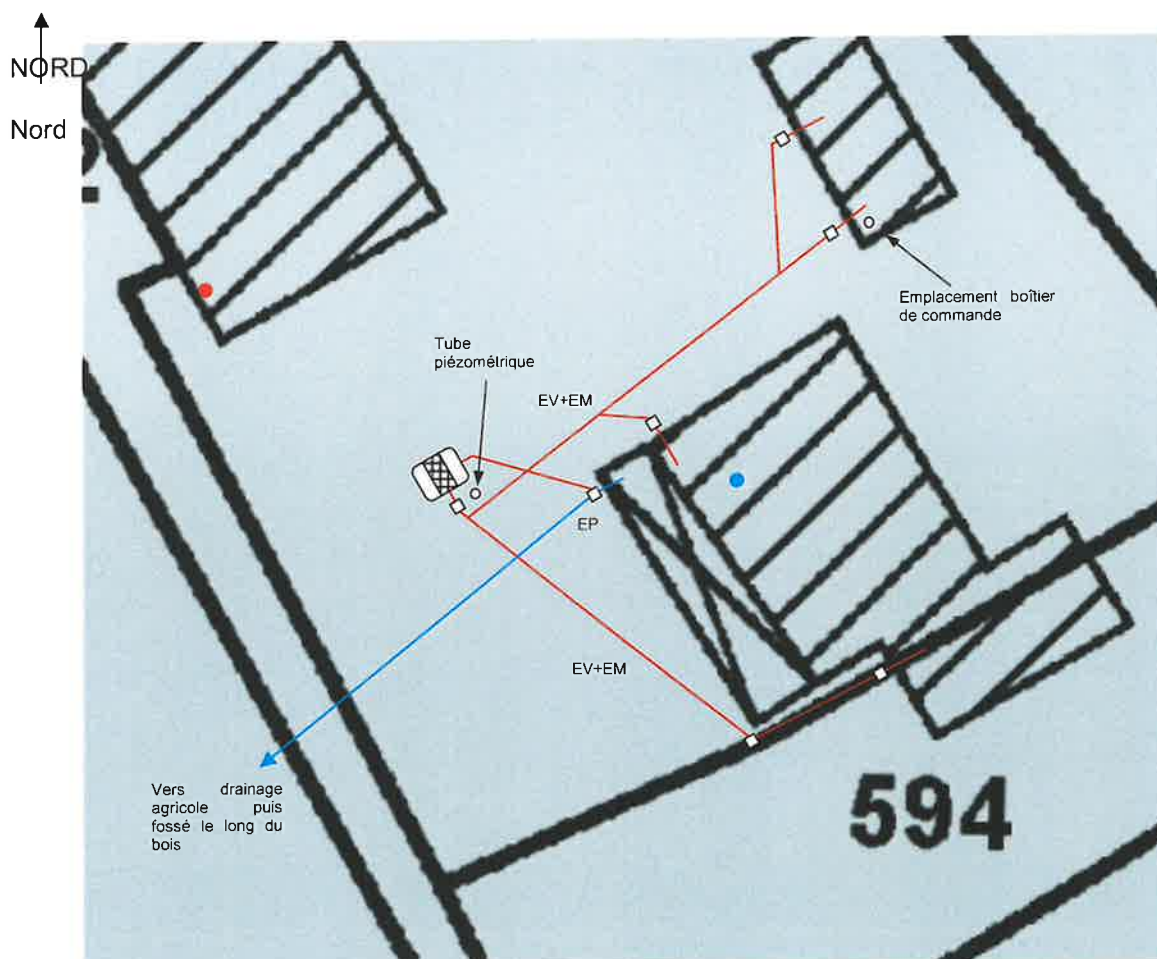 NORD
Nord
Emplacement boîtier
de commande
Tube
piézométrique
EV+EM
EP
EV+EM
Vers drainage
agricole puis
fossé le long du
bois
594